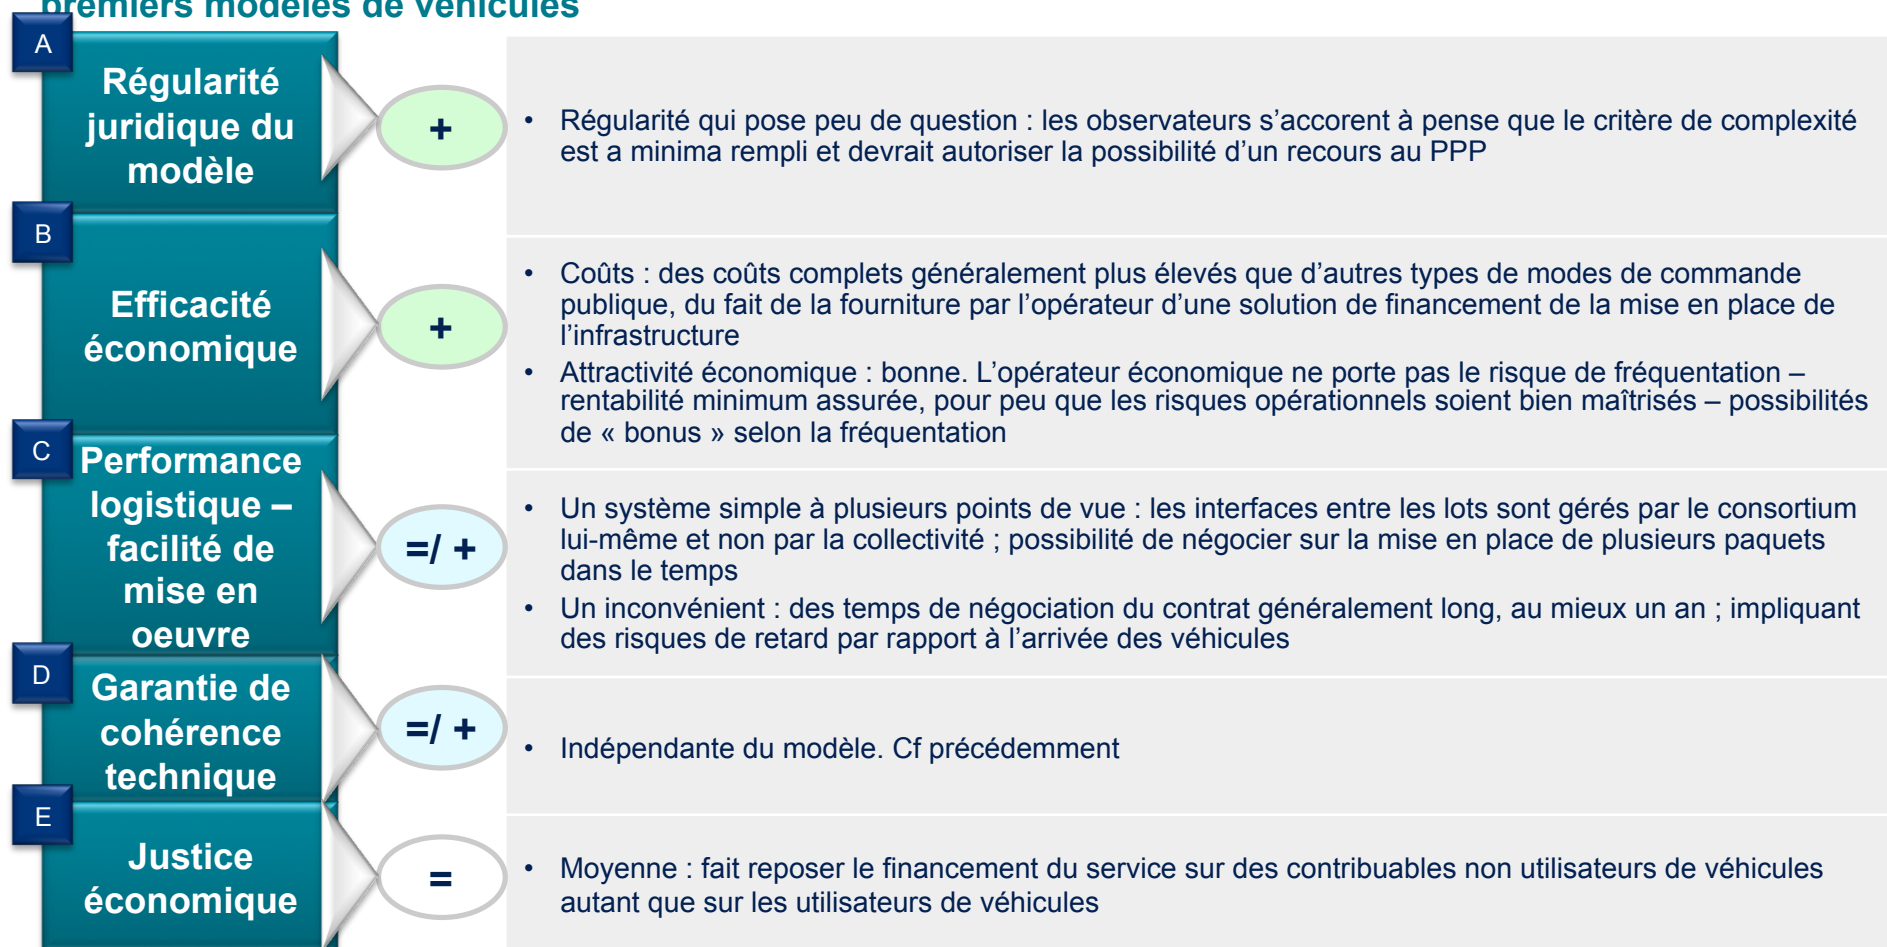 premiers modèles de véhicules
A
Régularité
juridique du
modèle
+
• Régularité qui pose peu de question : les observateurs s’accorent à pense que le critère de complexité
est a minima rempli et devrait autoriser la possibilité d’un recours au PPP
B
Efficacité
économique
+
• Coûts : des coûts complets généralement plus élevés que d’autres types de modes de commande
publique, du fait de la fourniture par l’opérateur d’une solution de financement de la mise en place de
l’infrastructure
• Attractivité économique : bonne. L’opérateur économique ne porte pas le risque de fréquentation –
rentabilité minimum assurée, pour peu que les risques opérationnels soient bien maîtrisés – possibilités
de « bonus » selon la fréquentation
C
Performance
logistique –
facilité de
mise en
oeuvre
=/ +
• Un système simple à plusieurs points de vue : les interfaces entre les lots sont gérés par le consortium
lui-même et non par la collectivité ; possibilité de négocier sur la mise en place de plusieurs paquets
dans le temps
• Un inconvénient : des temps de négociation du contrat généralement long, au mieux un an ; impliquant
des risques de retard par rapport à l’arrivée des véhicules
D
Garantie de
cohérence
technique
=/ +
• Indépendante du modèle. Cf précédemment
E
Justice
économique
=
• Moyenne : fait reposer le financement du service sur des contribuables non utilisateurs de véhicules
autant que sur les utilisateurs de véhicules